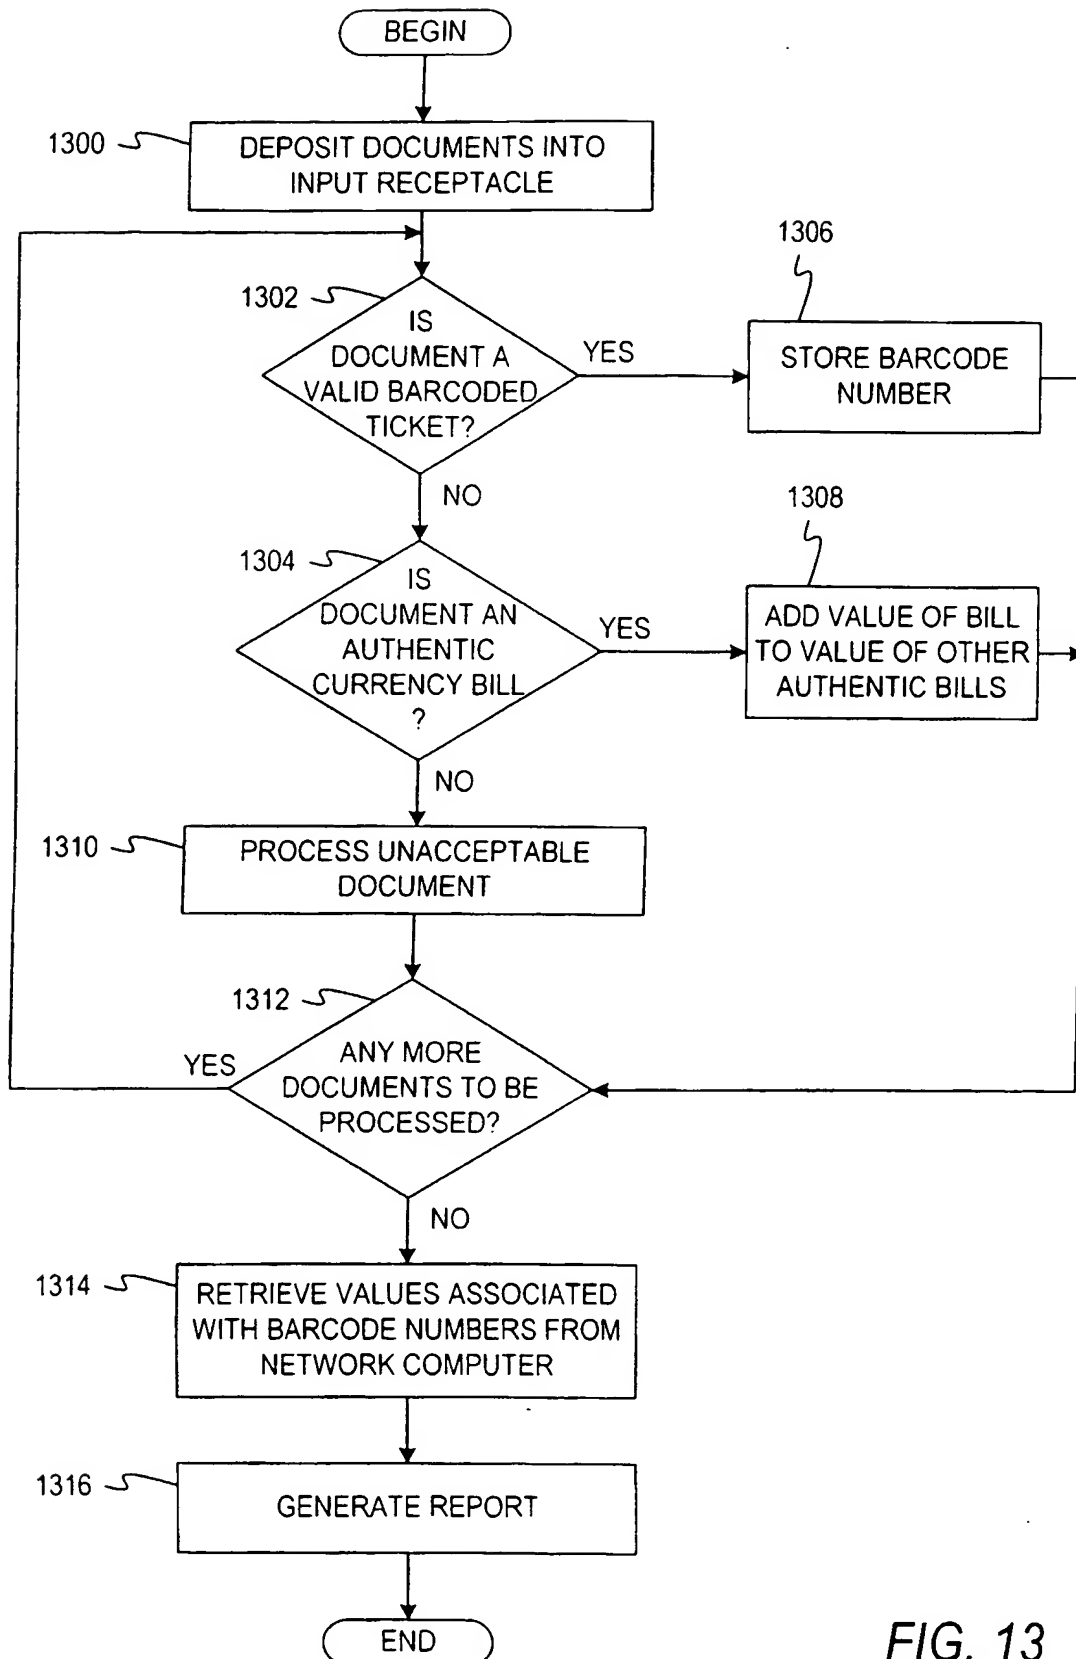 BEGIN
1300
DEPOSIT DOCUMENTS INTO
INPUT RECEPTACLE
1302
IS
DOCUMENT A
VALID BARCODED
TICKET?
YES
1306
STORE BARCODE
NUMBER
NO
1304
IS
DOCUMENT AN
AUTHENTIC
CURRENCY BILL
?
YES
1308
ADD VALUE OF BILL
TO VALUE OF OTHER
AUTHENTIC BILLS
NO
1310
PROCESS UNACCEPTABLE
DOCUMENT
1312
YES
ANY MORE
DOCUMENTS TO BE
PROCESSED?
NO
1314
RETRIEVE VALUES ASSOCIATED
WITH BARCODE NUMBERS FROM
NETWORK COMPUTER
1316
GENERATE REPORT
END
FIG. 13